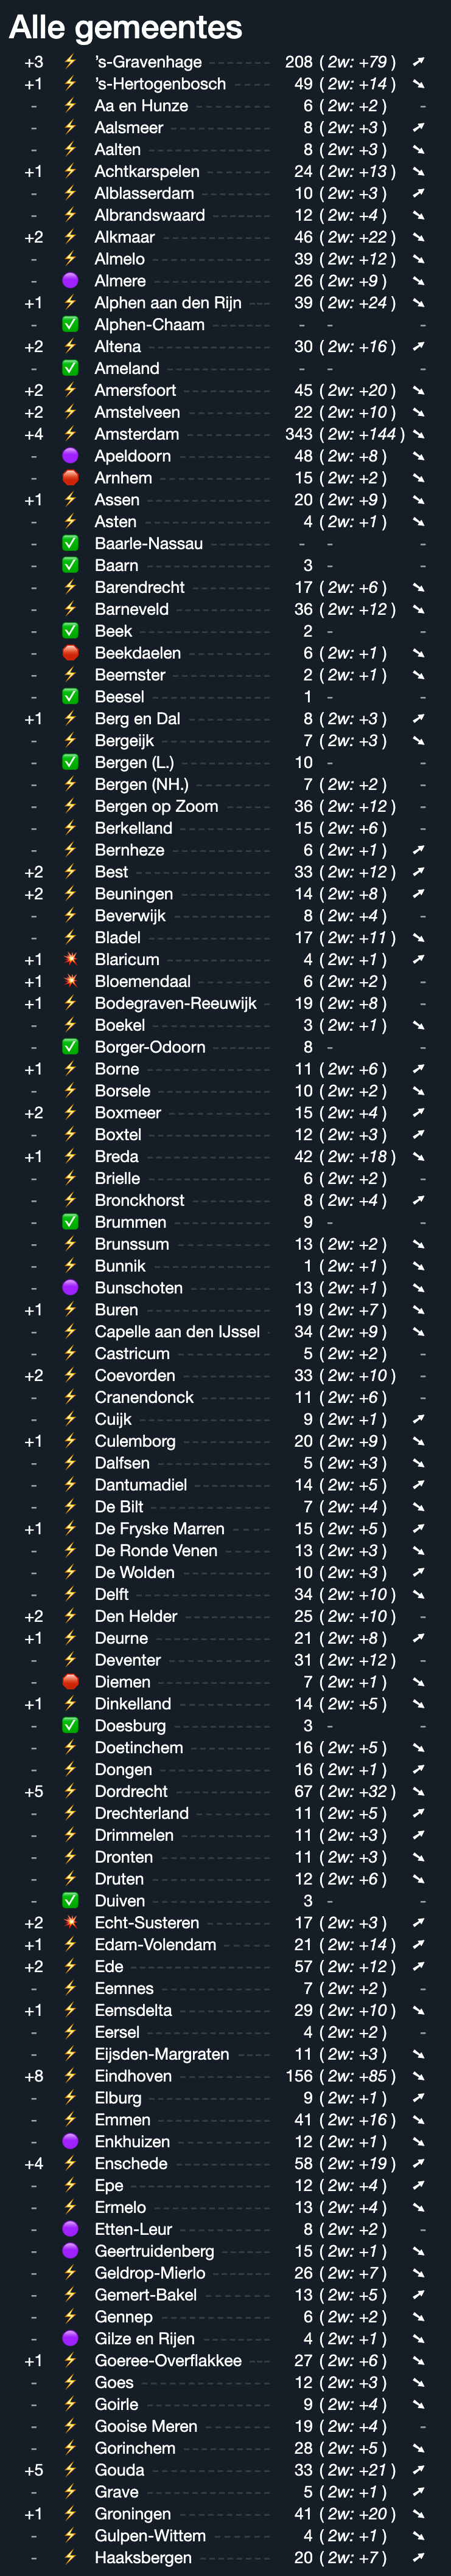 Alle gemeentes
+3 ⚡ 's-Gravenhage 208 (2w: +79) ➚
+1 ⚡ 's-Hertogenbosch 49 (2w: +14) ➘
- ⚡ Aa en Hunze 6 (2w: +2) -
- ⚡ Aalsmeer 8 (2w: +3) ➚
- ⚡ Aalten 8 (2w: +3) ➘
+1 ⚡ Achtkarspelen 24 (2w: +13) ➘
- ⚡ Alblasserdam 10 (2w: +3) ➚
- ⚡ Albrandswaard 12 (2w: +4) ➘
+2 ⚡ Alkmaar 46 (2w: +22) ➘
- ⚡ Almelo 39 (2w: +12) ➘
- 🟣 Almere 26 (2w: +9) ➘
+1 ⚡ Alphen aan den Rijn 39 (2w: +24) ➘
- ✅ Alphen-Chaam - - -
+2 ⚡ Altena 30 (2w: +16) ➚
- ✅ Ameland - - -
+2 ⚡ Amersfoort 45 (2w: +20) ➘
+2 ⚡ Amstelveen 22 (2w: +10) ➘
+4 ⚡ Amsterdam 343 (2w: +144) ➘
- 🟣 Apeldoorn 48 (2w: +8) ➘
- 🛑 Arnhem 15 (2w: +2) ➘
+1 ⚡ Assen 20 (2w: +9) ➘
- ⚡ Asten 4 (2w: +1) ➘
- ✅ Baarle-Nassau - - -
- ✅ Baarn 3 - -
- ⚡ Barendrecht 17 (2w: +6) ➘
- ⚡ Barneveld 36 (2w: +12) ➘
- ✅ Beek 2 - -
- 🛑 Beekdaelen 6 (2w: +1) ➘
- ⚡ Beemster 2 (2w: +1) ➘
- ✅ Beesel 1 - -
+1 ⚡ Berg en Dal 8 (2w: +3) ➚
- ⚡ Bergeijk 7 (2w: +3) ➘
- ✅ Bergen (L.) 10 - -
- ⚡ Bergen (NH.) 7 (2w: +2) -
- ⚡ Bergen op Zoom 36 (2w: +12) -
- ⚡ Berkelland 15 (2w: +6) -
- ⚡ Bernheze 6 (2w: +1) ➚
+2 ⚡ Best 33 (2w: +12) ➚
+2 ⚡ Beuningen 14 (2w: +8) ➚
- ⚡ Beverwijk 8 (2w: +4) -
- ⚡ Bladel 17 (2w: +11) ➘
+1 💥 Blaricum 4 (2w: +1) ➚
+1 💥 Bloemendaal 6 (2w: +2) -
+1 ⚡ Bodegraven-Reeuwijk 19 (2w: +8) -
- ⚡ Boekel 3 (2w: +1) ➘
- ✅ Borger-Odoorn 8 - -
+1 ⚡ Borne 11 (2w: +6) ➚
- ⚡ Borsele 10 (2w: +2) ➘
+2 ⚡ Boxmeer 15 (2w: +4) ➚
- ⚡ Boxtel 12 (2w: +3) ➚
+1 ⚡ Breda 42 (2w: +18) ➘
- ⚡ Brielle 6 (2w: +2) -
- ⚡ Bronckhorst 8 (2w: +4) ➚
- ✅ Brummen 9 - -
- ⚡ Brunssum 13 (2w: +2) ➘
- ⚡ Bunnik 1 (2w: +1) ➘
- 🟣 Bunschoten 13 (2w: +1) ➘
+1 ⚡ Buren 19 (2w: +7) ➘
- ⚡ Capelle aan den IJssel 34 (2w: +9) ➘
- ⚡ Castricum 5 (2w: +2) -
+2 ⚡ Coevorden 33 (2w: +10) -
- ⚡ Cranendonck 11 (2w: +6) -
- ⚡ Cuijk 9 (2w: +1) ➚
+1 ⚡ Culemborg 20 (2w: +9) ➘
- ⚡ Dalfsen 5 (2w: +3) ➘
- ⚡ Dantumadiel 14 (2w: +5) ➚
- ⚡ De Bilt 7 (2w: +4) ➘
+1 ⚡ De Fryske Marren 15 (2w: +5) ➚
- ⚡ De Ronde Venen 13 (2w: +3) ➘
- ⚡ De Wolden 10 (2w: +3) ➚
- ⚡ Delft 34 (2w: +10) ➘
+2 ⚡ Den Helder 25 (2w: +10) -
+1 ⚡ Deurne 21 (2w: +8) ➚
- ⚡ Deventer 31 (2w: +12) -
- 🛑 Diemen 7 (2w: +1) ➘
+1 ⚡ Dinkelland 14 (2w: +5) ➘
- ✅ Doesburg 3 - -
- ⚡ Doetinchem 16 (2w: +5) ➘
- ⚡ Dongen 16 (2w: +1) ➚
+5 ⚡ Dordrecht 67 (2w: +32) ➘
- ⚡ Drechterland 11 (2w: +5) ➚
- ⚡ Drimmelen 11 (2w: +3) ➚
- ⚡ Dronten 11 (2w: +3) ➘
- ⚡ Druten 12 (2w: +6) ➘
- ✅ Duiven 3 - -
+2 💥 Echt-Susteren 17 (2w: +3) ➚
+1 ⚡ Edam-Volendam 21 (2w: +14) ➚
+2 ⚡ Ede 57 (2w: +12) ➚
- ⚡ Eemnes 7 (2w: +2) -
+1 ⚡ Eemsdelta 29 (2w: +10) ➘
- ⚡ Eersel 4 (2w: +2) -
- ⚡ Eijsden-Margraten 11 (2w: +3) ➘
+8 ⚡ Eindhoven 156 (2w: +85) ➘
- ⚡ Elburg 9 (2w: +1) ➚
- ⚡ Emmen 41 (2w: +16) ➘
- 🟣 Enkhuizen 12 (2w: +1) ➘
+4 ⚡ Enschede 58 (2w: +19) ➚
- ⚡ Epe 12 (2w: +4) ➚
- ⚡ Ermelo 13 (2w: +4) ➘
- 🟣 Etten-Leur 8 (2w: +2) -
- 🟣 Geertruidenberg 15 (2w: +1) ➘
- ⚡ Geldrop-Mierlo 26 (2w: +7) ➘
- ⚡ Gemert-Bakel 13 (2w: +5) ➚
- ⚡ Gennep 6 (2w: +2) ➘
- 🟣 Gilze en Rijen 4 (2w: +1) ➘
+1 ⚡ Goeree-Overflakkee 27 (2w: +6) ➘
- ⚡ Goes 12 (2w: +3) ➘
- ⚡ Goirle 9 (2w: +4) ➘
- ⚡ Gooise Meren 19 (2w: +4) -
- ⚡ Gorinchem 28 (2w: +5) ➘
+5 ⚡ Gouda 33 (2w: +21) ➚
- ⚡ Grave 5 (2w: +1) ➚
+1 ⚡ Groningen 41 (2w: +20) ➘
- ⚡ Gulpen-Wittem 4 (2w: +1) ➘
- ⚡ Haaksbergen 20 (2w: +7) ➚